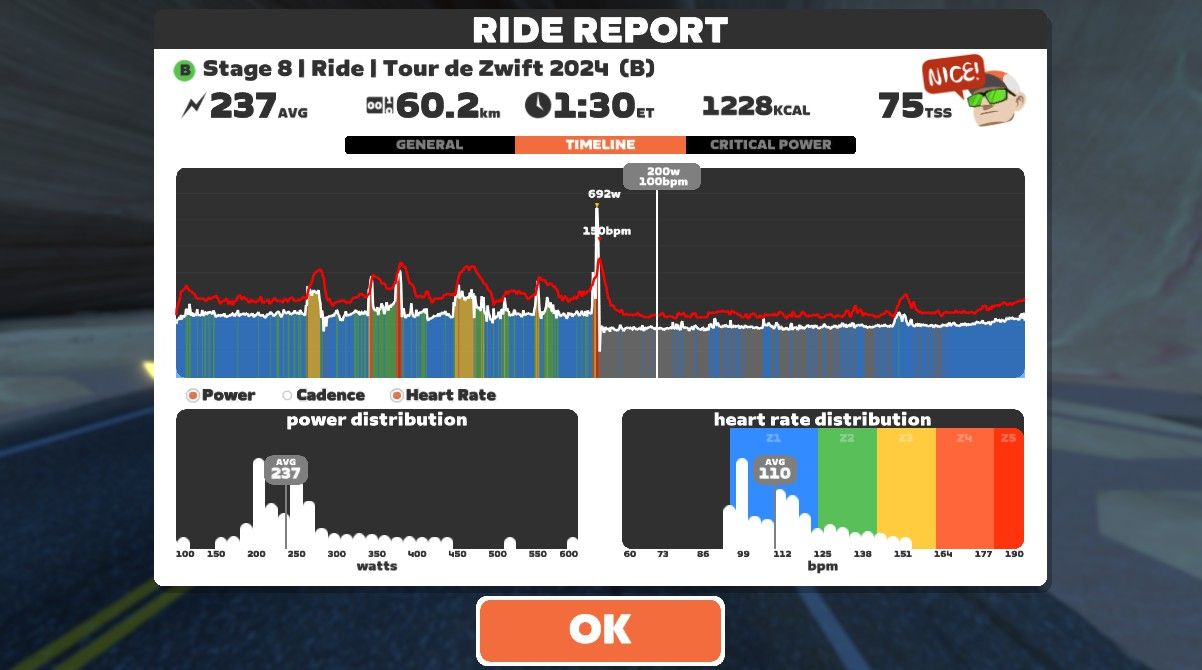 RIDE REPORT
B Stage 8 | Ride | Tour de Zwift 2024 (B)
NICE!
237AVG 60.2km 1:30ET 1228KCAL 75TSS
GENERAL TIMELINE CRITICAL POWER
200w
100bpm
692w
150bpm
Power Cadence Heart Rate
power distribution
AVG
237
100 150 200 250 300 350 400 450 500 550 600
watts
heart rate distribution
Z1 Z2 Z3 Z4 Z5
AVG
110
60 73 86 99 112 125 138 151 164 177 190
bpm
OK